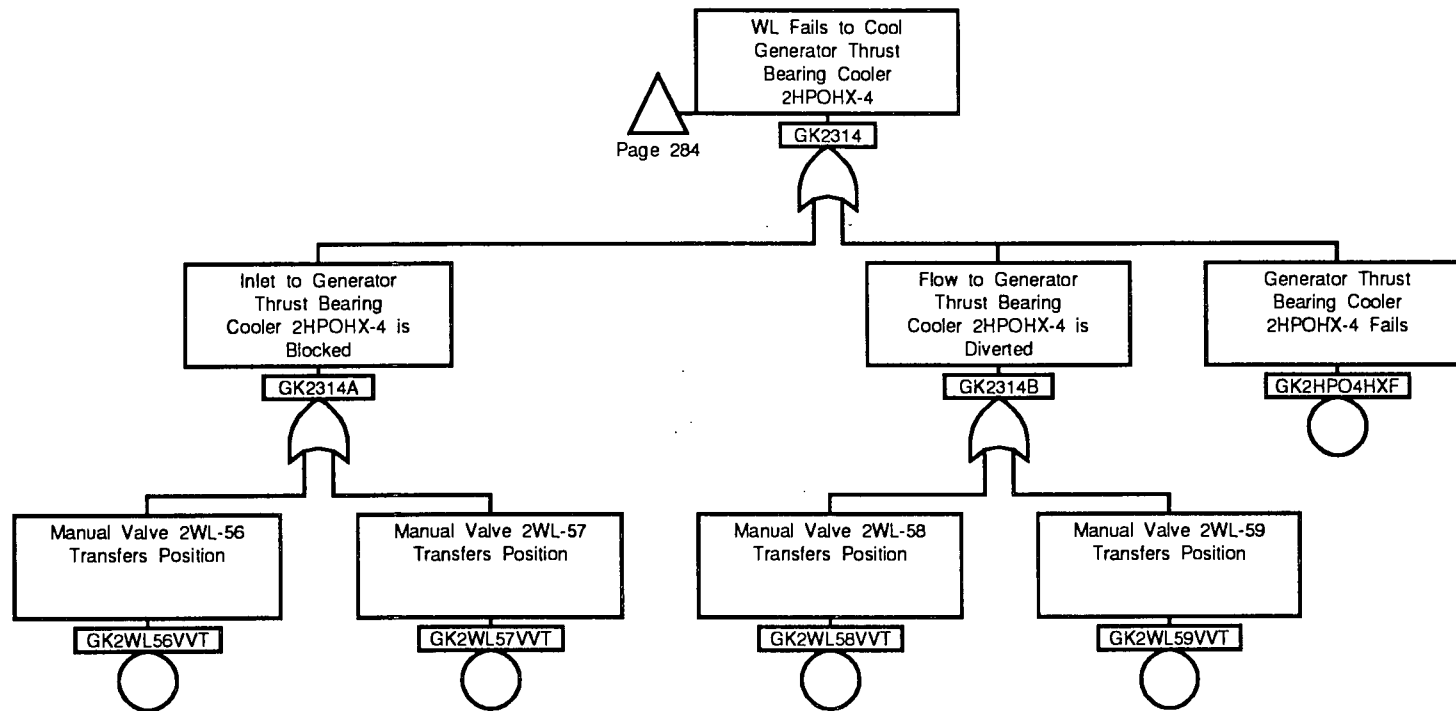 WL Fails to Cool
Generator Thrust
Bearing Cooler
2HPOHX-4
Page 284
GK2314
Inlet to Generator
Thrust Bearing
Cooler 2HPOHX-4 is
Blocked
GK2314A
Flow to Generator
Thrust Bearing
Cooler 2HPOHX-4 is
Diverted
GK2314B
Generator Thrust
Bearing Cooler
2HPOHX-4 Fails
GK2HPO4HXF
Manual Valve 2WL-56
Transfers Position
GK2WL56VVT
Manual Valve 2WL-57
Transfers Position
GK2WL57VVT
Manual Valve 2WL-58
Transfers Position
GK2WL58VVT
Manual Valve 2WL-59
Transfers Position
GK2WL59VVT